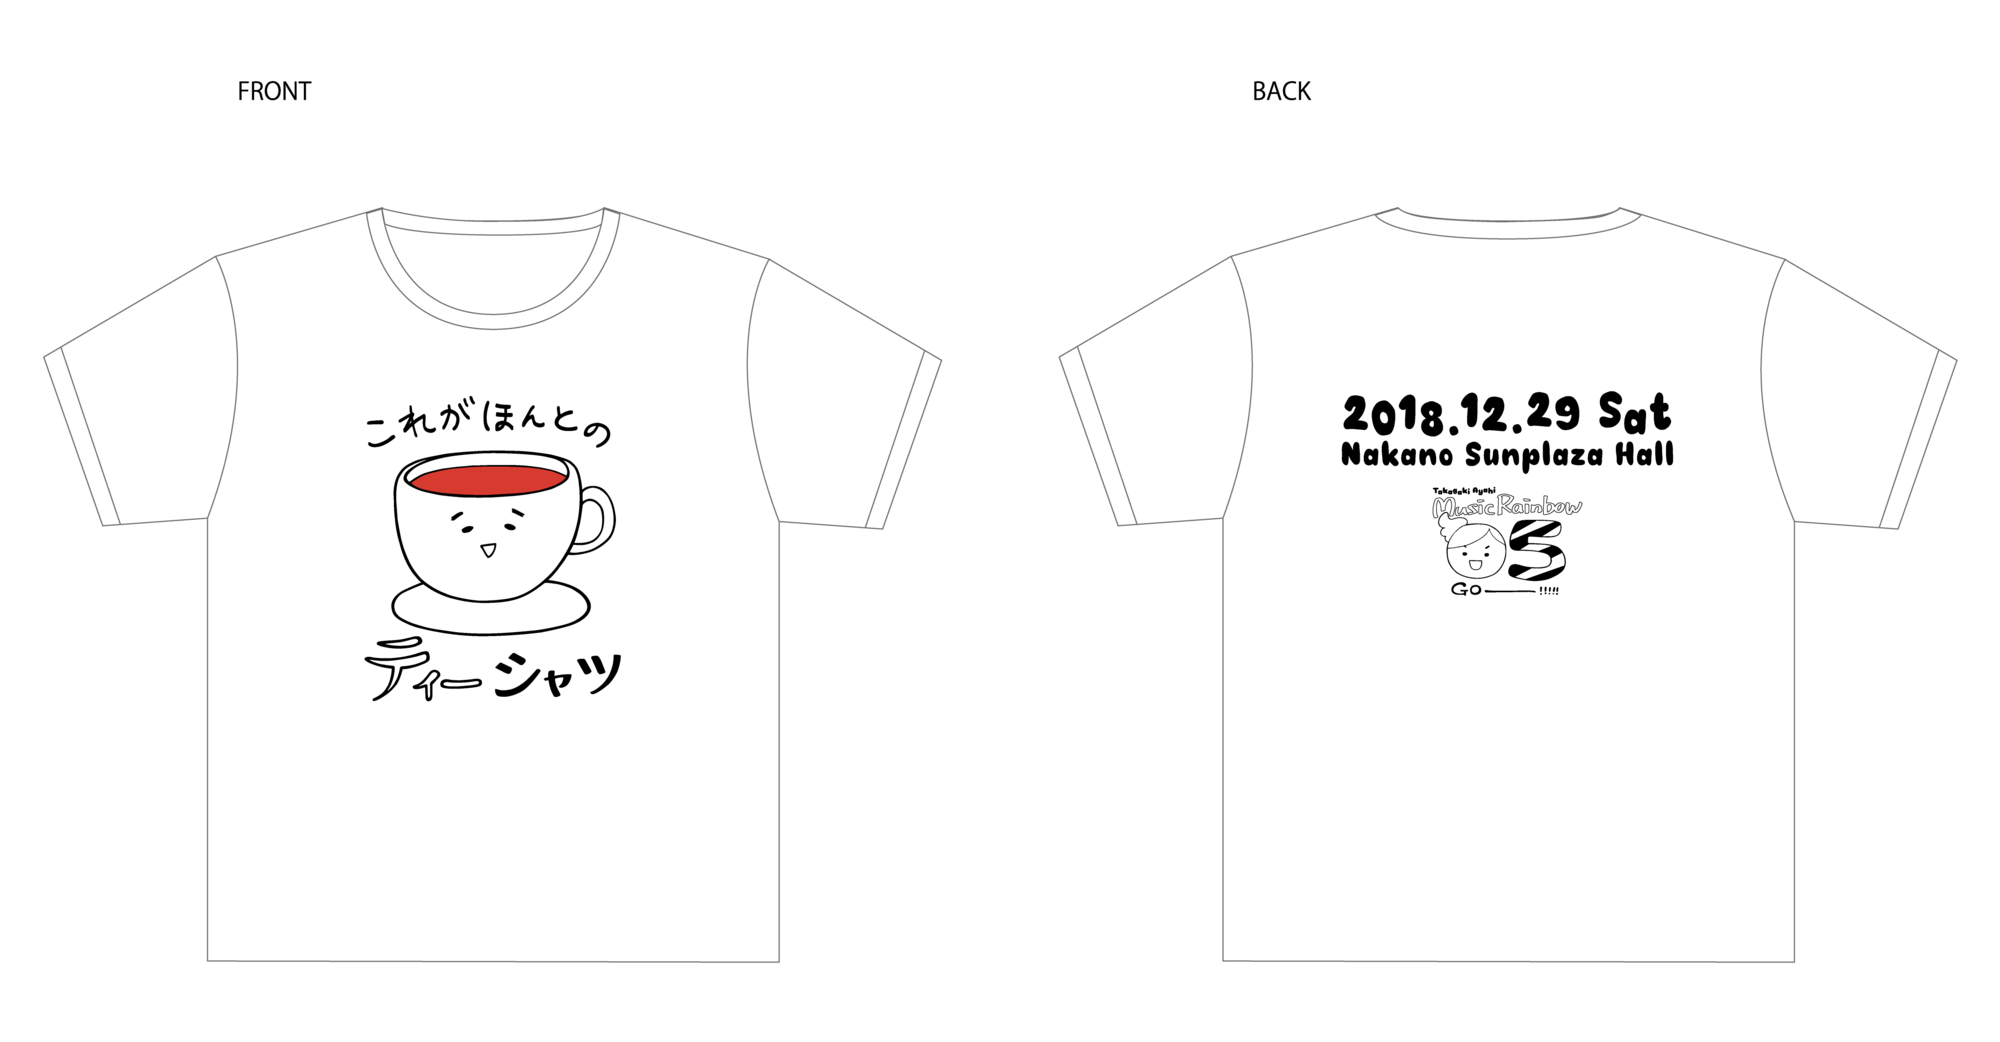 FRONT
これがほんとの
ティーシャツ
BACK
2018.12.29 Sat
Nakano Sunplaza Hall
Takagaki Ayahi
Music Rainbow
05
GO——!!!!!